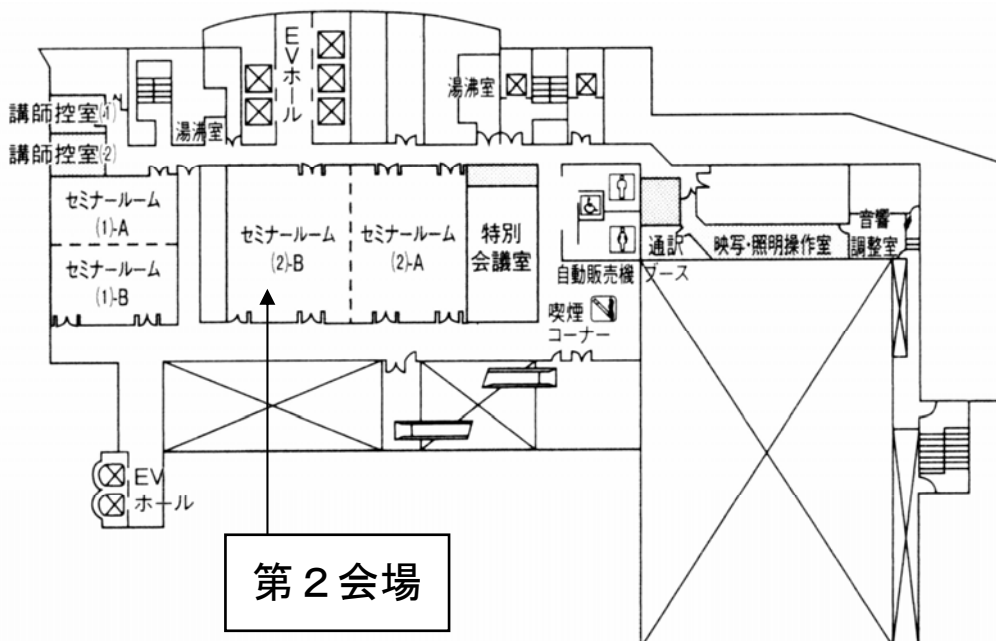 EVホール
湯沸室
湯沸室
講師控室(1)
講師控室(2)
セミナールーム
(1)-A
セミナールーム
(1)-B
セミナールーム
(2)-B
セミナールーム
(2)-A
特別
会議室
自動販売機
喫煙
コーナー
通訳
ブース
映写・照明操作室
音響
調整室
EV
ホール
第２会場